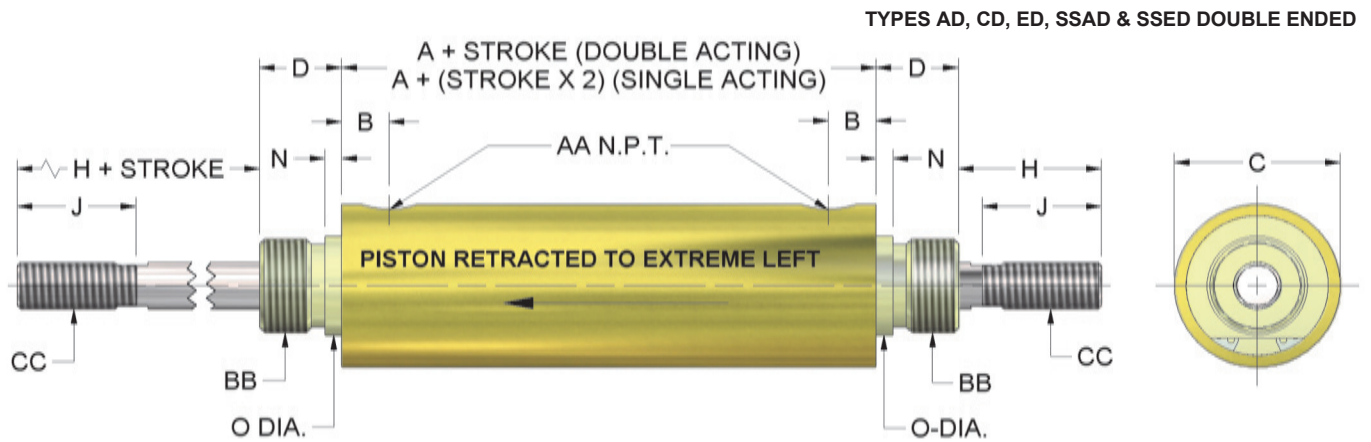 TYPES AD, CD, ED, SSAD & SSED DOUBLE ENDED
A + STROKE (DOUBLE ACTING)
A + (STROKE X 2) (SINGLE ACTING)
D
D
B
B
N
AA N.P.T.
N
H + STROKE
H
C
J
J
PISTON RETRACTED TO EXTREME LEFT
CC
BB
BB
CC
O DIA.
O-DIA.